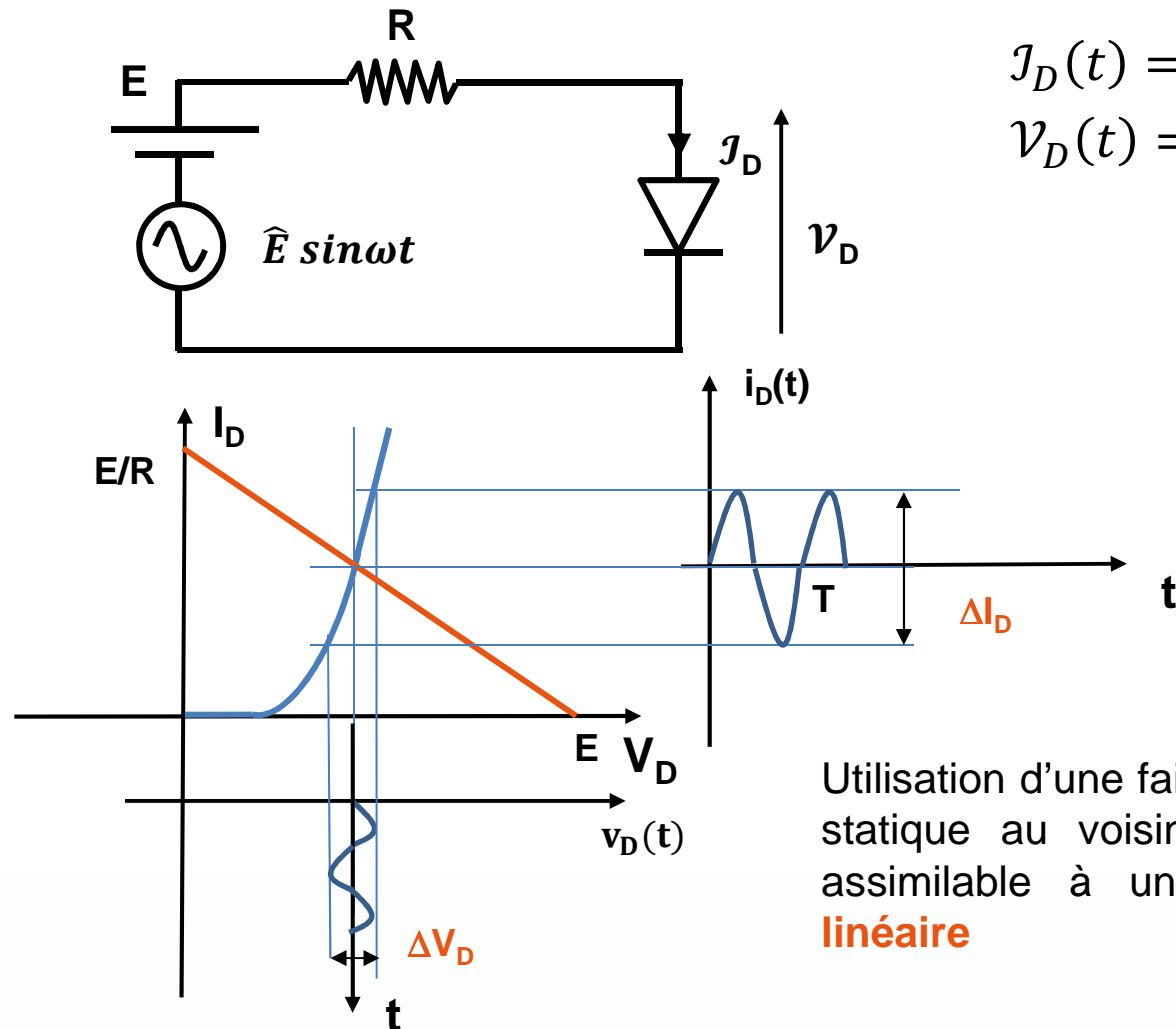 R
E
𝒥D(t) =
𝒱D(t) =
𝒥D
𝒱D
Ê sinωt
iD(t)
ID
E/R
T
t
ΔID
E
VD
vD(t)
ΔVD
t
Utilisation d'une fai
statique au voisin
assimilable à un
linéaire